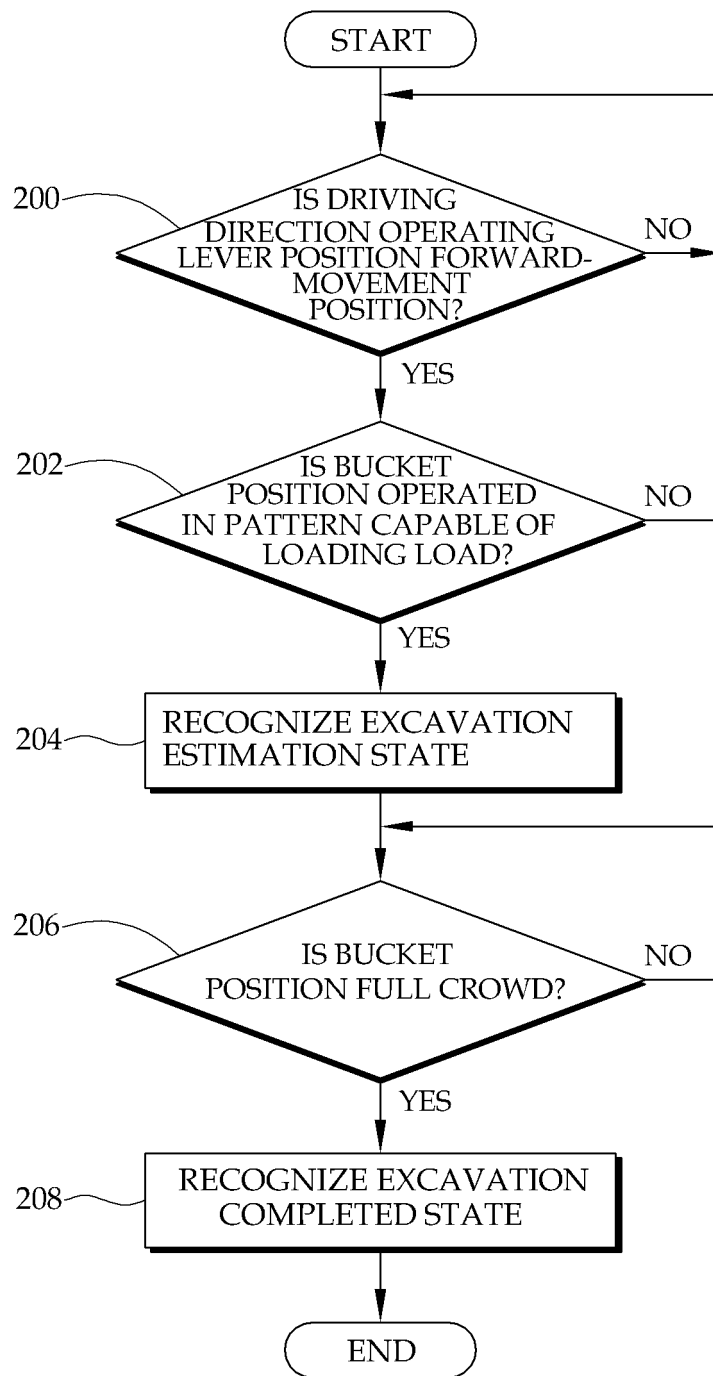 START
200
IS DRIVING
DIRECTION OPERATING
LEVER POSITION FORWARD-
MOVEMENT
POSITION?
NO
YES
202
IS BUCKET
POSITION OPERATED
IN PATTERN CAPABLE OF
LOADING LOAD?
NO
YES
204
RECOGNIZE EXCAVATION
ESTIMATION STATE
206
IS BUCKET
POSITION FULL CROWD?
NO
YES
208
RECOGNIZE EXCAVATION
COMPLETED STATE
END